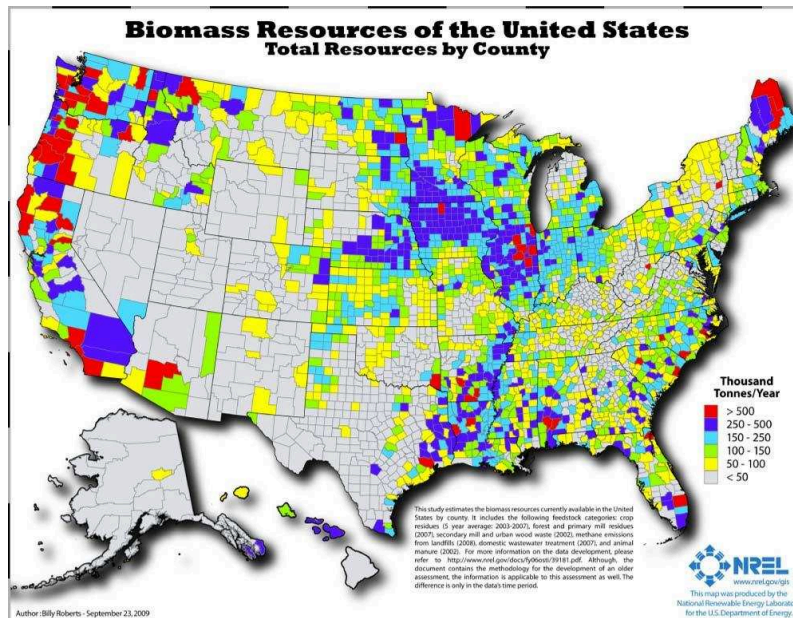 Biomass Resources of the United States
Total Resources by County
Thousand
Tonnes/Year
> 500
250 - 500
150 - 250
100 - 150
50 - 100
< 50
This study estimates the biomass resources currently available in the United
States by county. It includes the following feedstock categories: crop
residues (5 year average: 2003-2007), forest and primary mill residues
(2007), secondary mill and urban wood waste (2002), methane emissions
from landfills (2008), domestic wastewater treatment (2007), and animal
manure (2002). For more information on the data development, please
refer to http://www.nrel.gov/docs/fy06osti/39181.pdf. Although, the
document contains the methodology for the development of an older
assessment, the information is applicable to this assessment as well. The
difference is only in the data's time period.
NREL
www.nrel.gov/gis
This map was produced by the
National Renewable Energy Laborato
for the U.S. Department of Energy.
Author : Billy Roberts - September 23, 2009